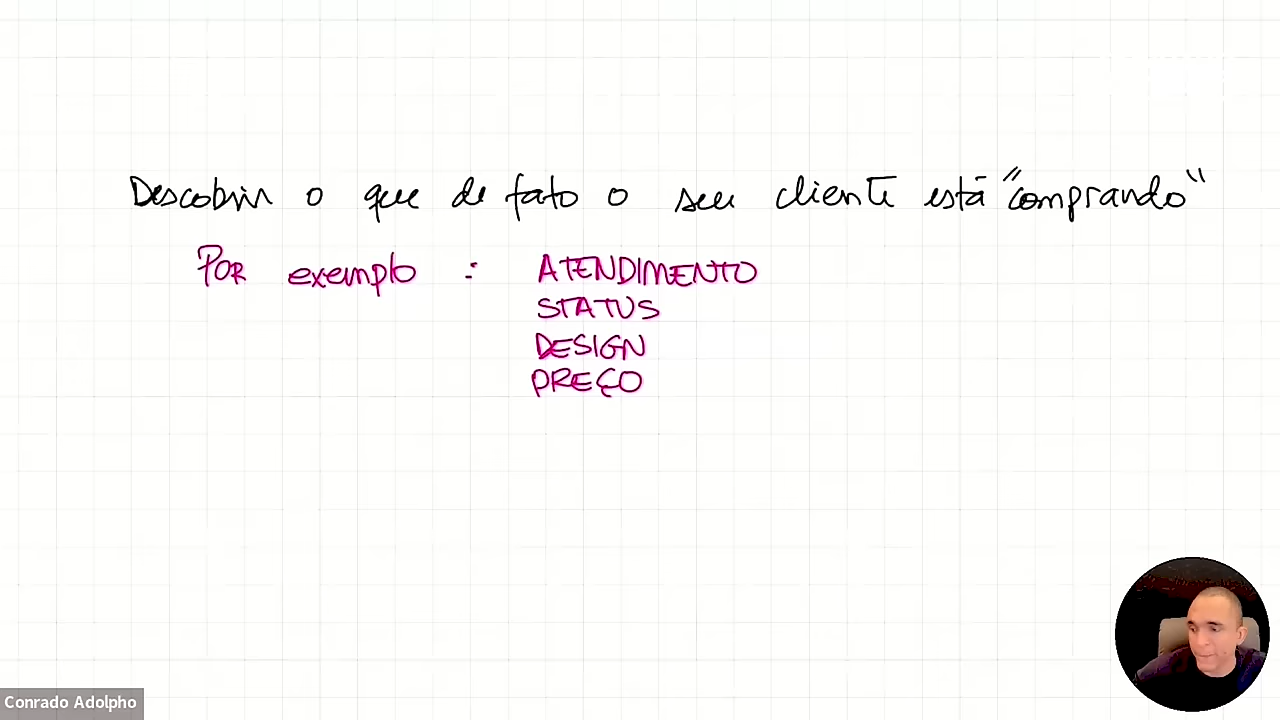 Descobrir o que de fato o seu cliente está "comprando"
Por exemplo : ATENDIMENTO
STATUS
DESIGN
PREÇO
Conrado Adolpho